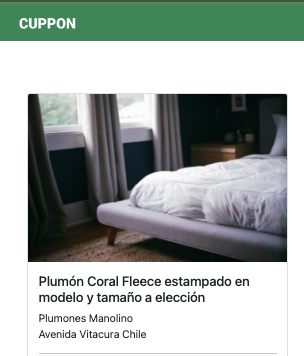 CUPPON
Plumón Coral Fleece estampado en
modelo y tamaño a elección
Plumones Manolino
Avenida Vitacura Chile